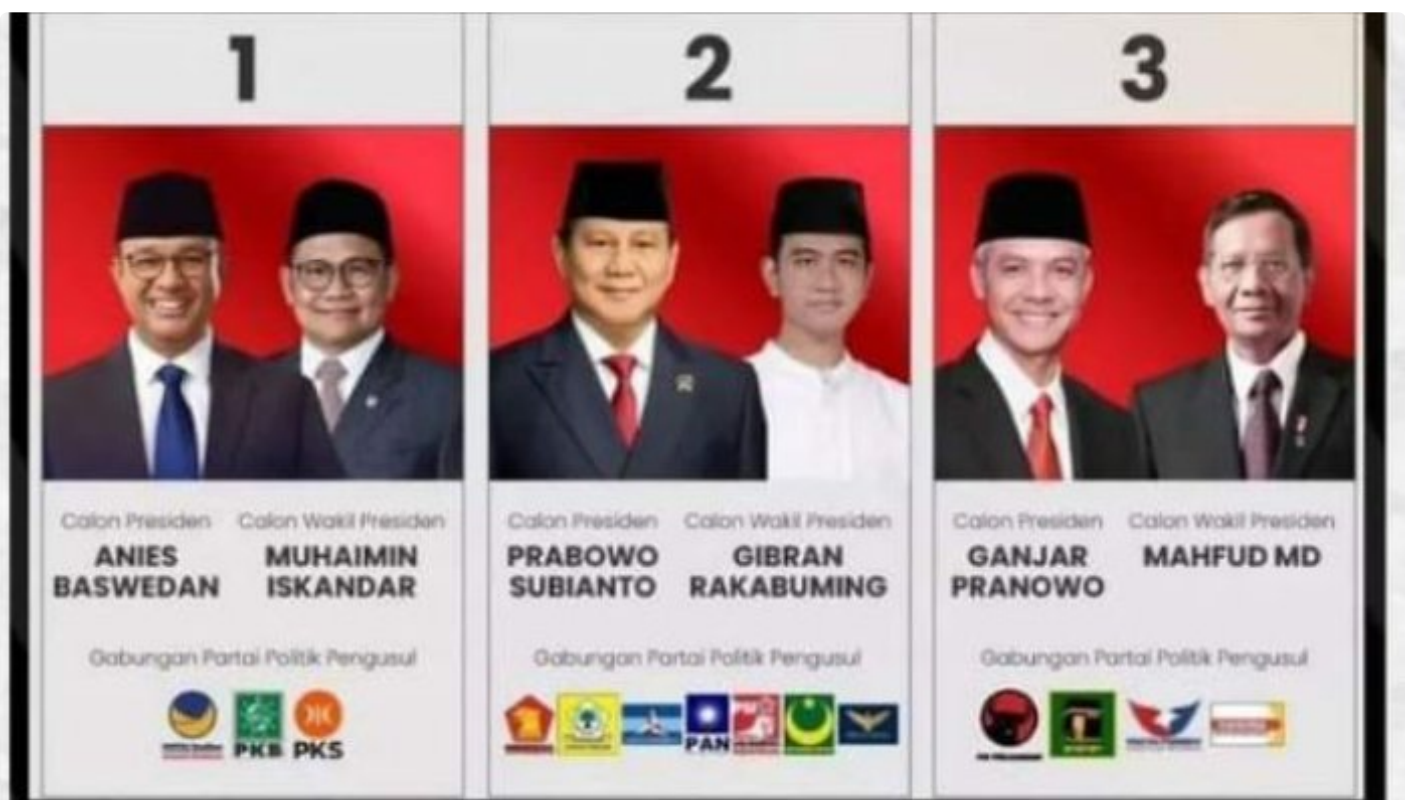 1
2
3
Calon Presiden
ANIES
BASWEDAN
Calon Wakil Presiden
MUHAIMIN
ISKANDAR
Gabungan Partai Politik Pengusul
PKB
PKS
Calon Presiden
PRABOWO
SUBIANTO
Calon Wakil Presiden
GIBRAN
RAKABUMING
Gabungan Partai Politik Pengusul
PAN
Calon Presiden
GANJAR
PRANOWO
Calon Wakil Presiden
MAHFUD MD
Gabungan Partai Politik Pengusul